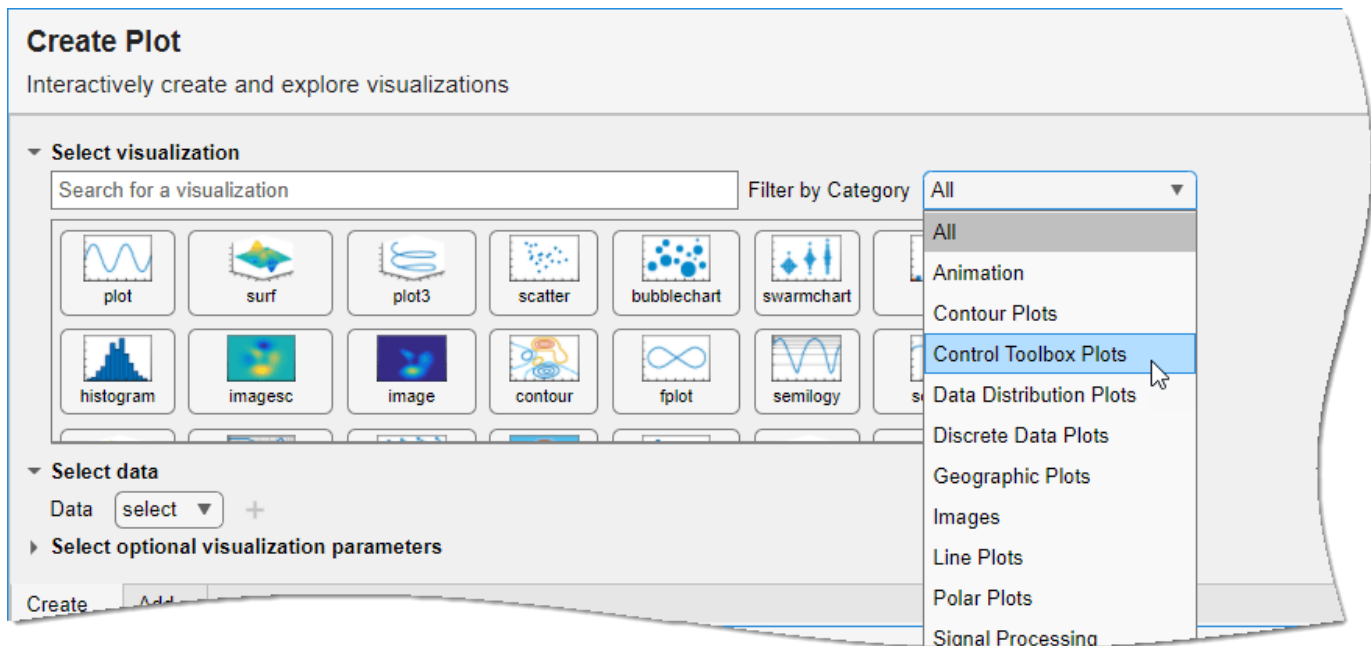 Create Plot
Interactively create and explore visualizations
Select visualization
Search for a visualization
Filter by Category
All
plot
surf
plot3
scatter
bubblechart
swarmchart
histogram
imagesc
image
contour
fplot
semilogy
All
Animation
Contour Plots
Control Toolbox Plots
Data Distribution Plots
Discrete Data Plots
Geographic Plots
Images
Line Plots
Polar Plots
Signal Processing
Select data
Data select +
Select optional visualization parameters
Create